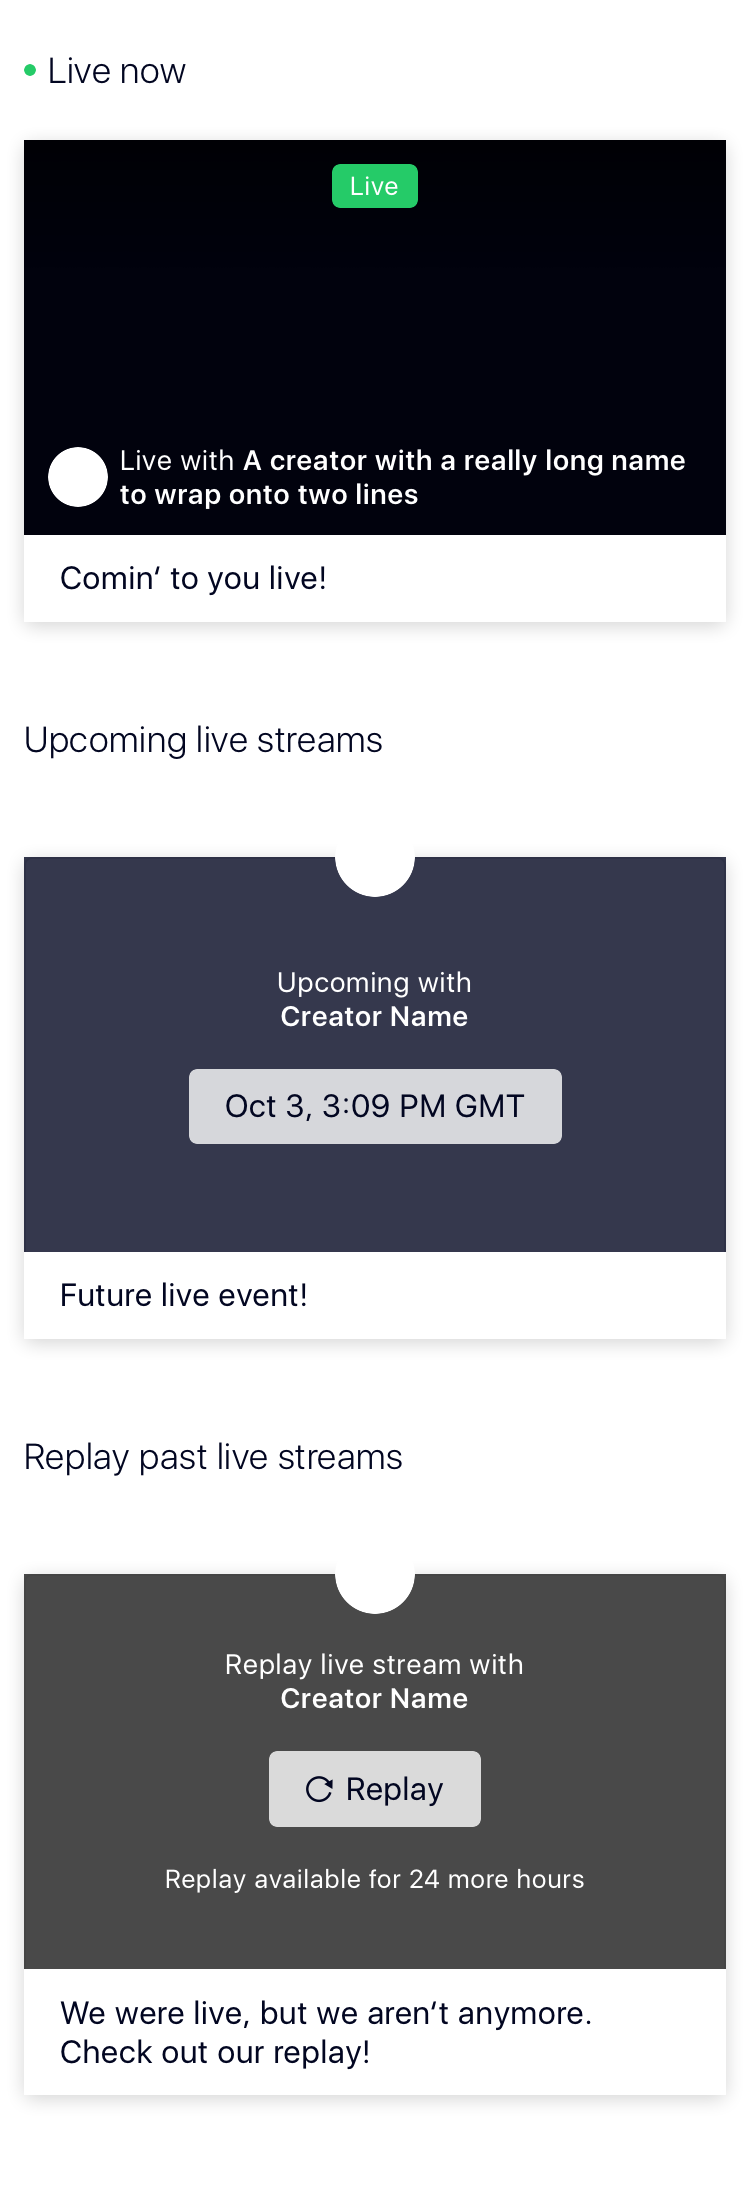 Live now
Live
Live with A creator with a really long name
to wrap onto two lines
Comin’ to you live!
Upcoming live streams
Upcoming with
Creator Name
Oct 3, 3:09 PM GMT
Future live event!
Replay past live streams
Replay live stream with
Creator Name
Replay
Replay available for 24 more hours
We were live, but we aren’t anymore.
Check out our replay!